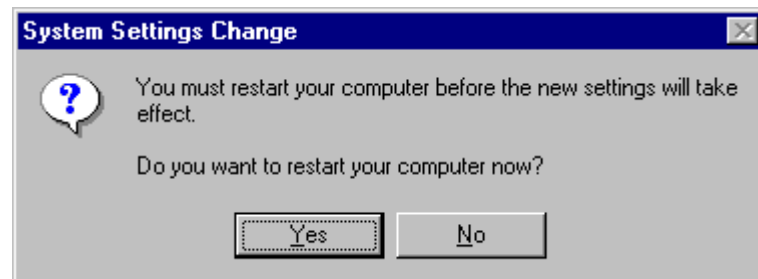 System Settings Change
You must restart your computer before the new settings will take
effect.
Do you want to restart your computer now?
Yes
No